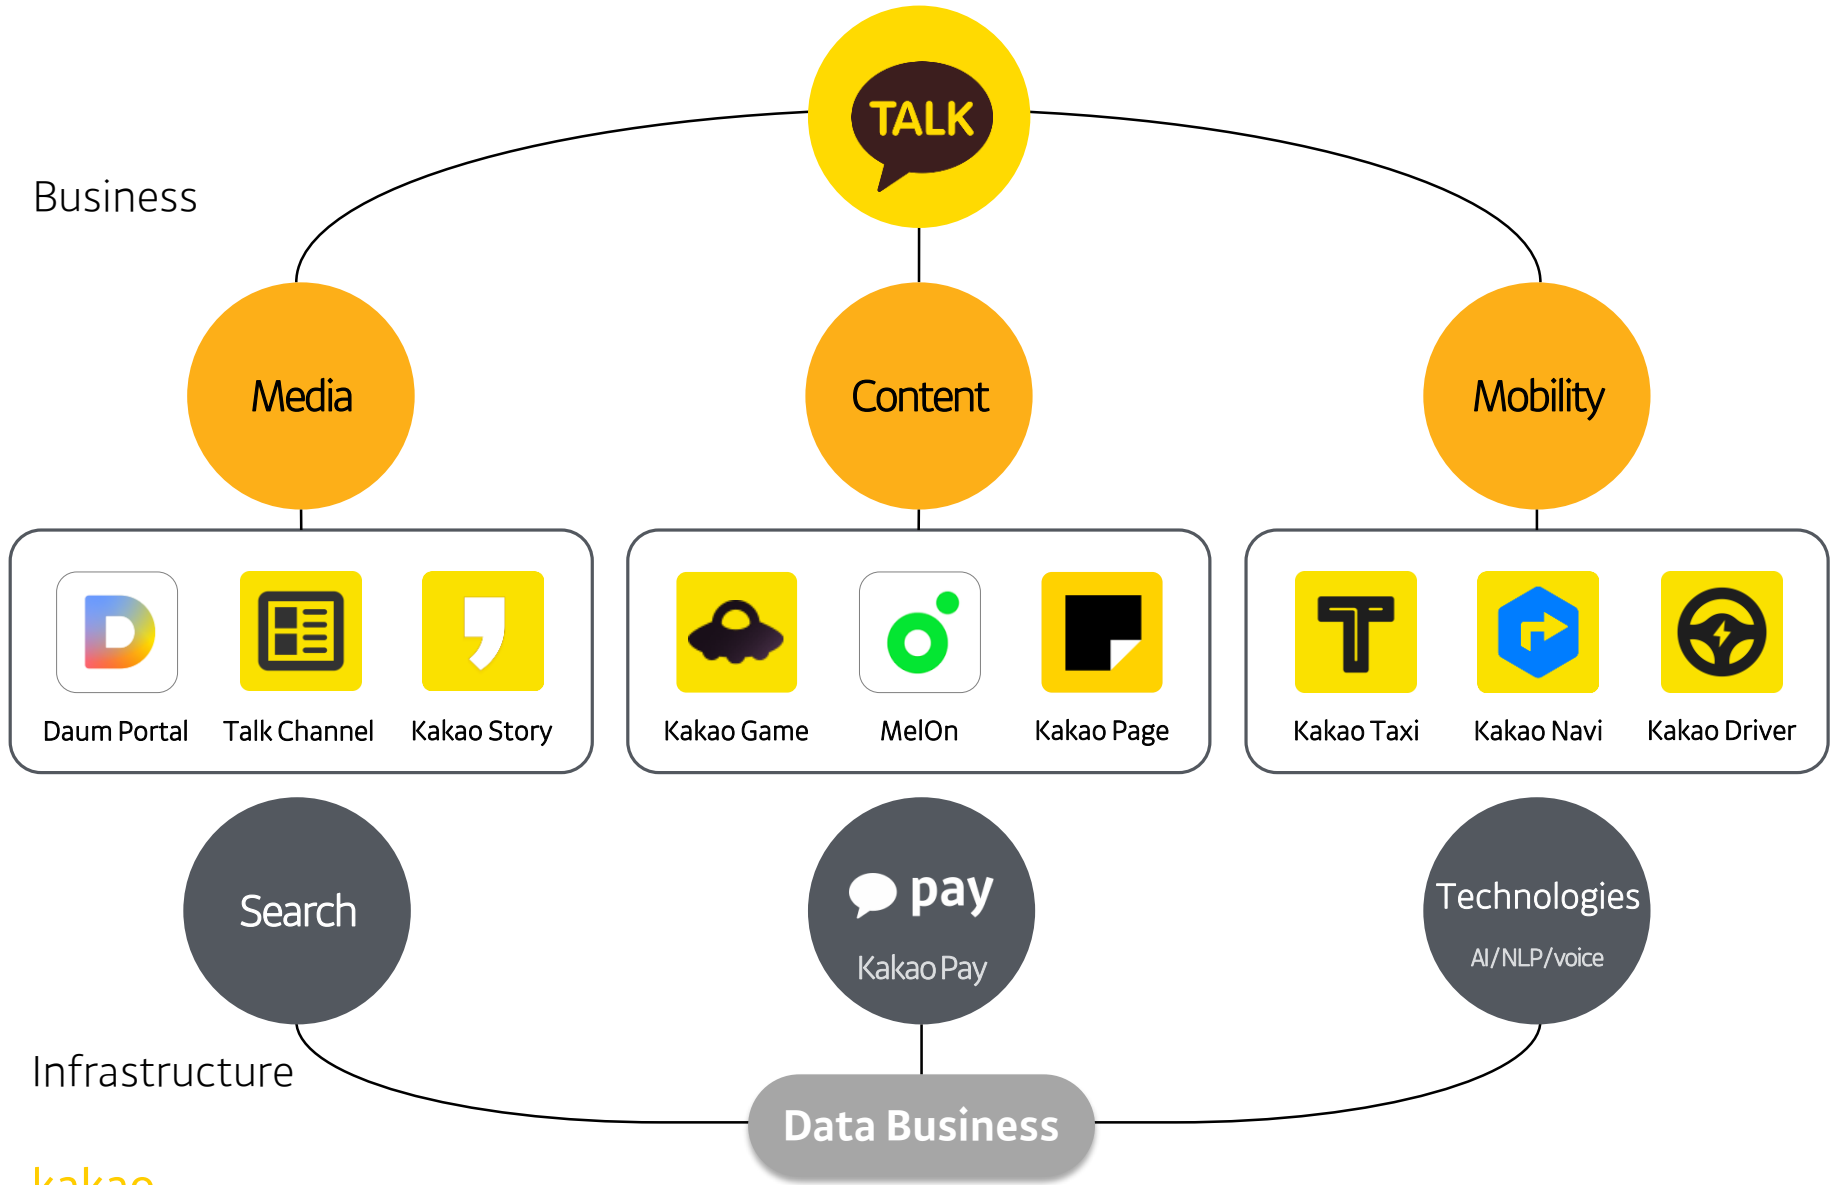 TALK
Business
Media
Content
Mobility
Daum Portal
Talk Channel
Kakao Story
Kakao Game
MelOn
Kakao Page
Kakao Taxi
Kakao Navi
Kakao Driver
Search
pay
Kakao Pay
Technologies
AI/NLP/voice
Infrastructure
Data Business
kakao